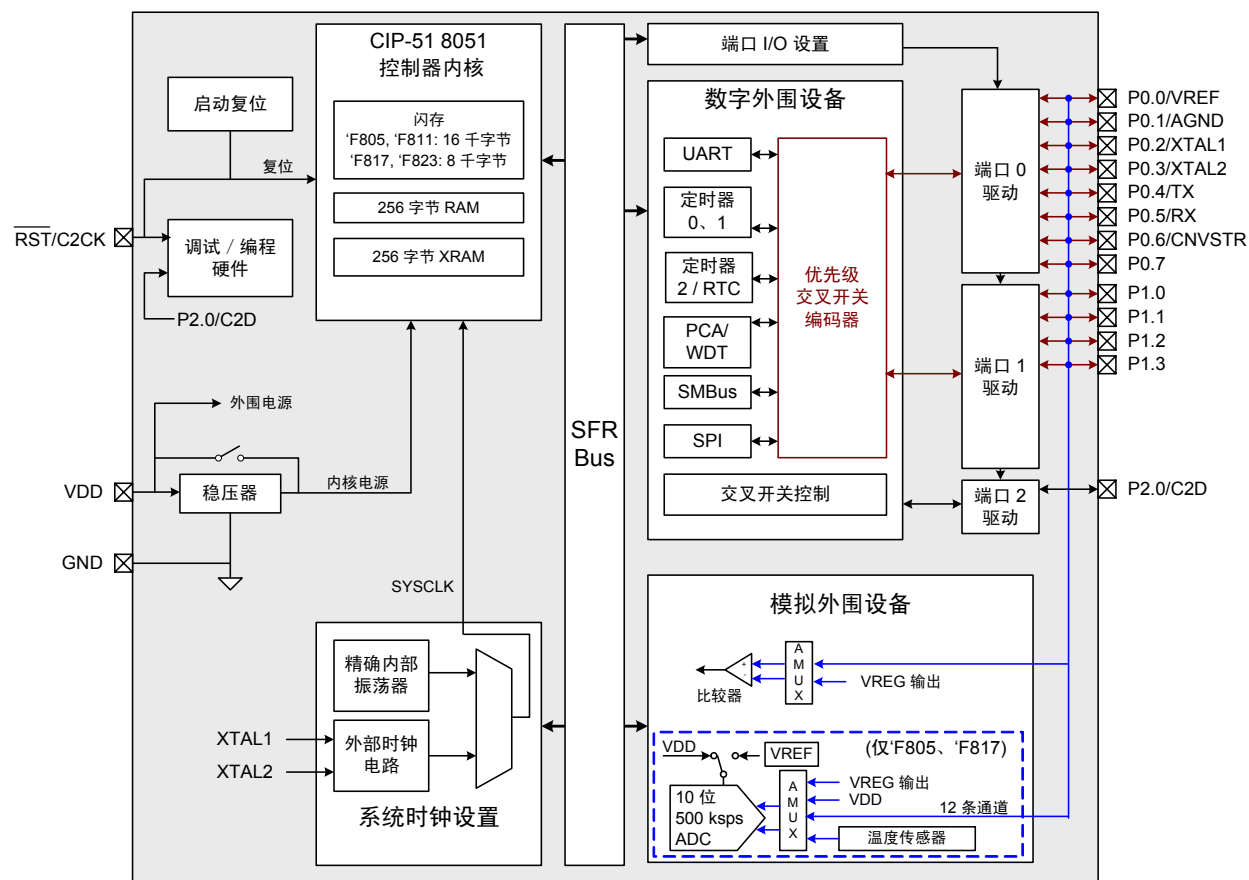 CIP-51 8051
控制器内核
闪存
‘F805, ‘F811: 16 千字节
‘F817, ‘F823: 8 千字节
256 字节 RAM
256 字节 XRAM
启动复位
复位
RST/C2CK
调试／编程
硬件
P2.0/C2D
外围电源
VDD
稳压器
内核电源
GND
SYSCLK
精确内部
振荡器
XTAL1
XTAL2
外部时钟
电路
系统时钟设置
SFR
Bus
端口 I/O 设置
数字外围设备
UART
定时器
0、1
定时器
2 / RTC
PCA/
WDT
SMBus
SPI
优先级
交叉开关
编码器
交叉开关控制
端口 0
驱动
端口 1
驱动
端口 2
驱动
P0.0/VREF
P0.1/AGND
P0.2/XTAL1
P0.3/XTAL2
P0.4/TX
P0.5/RX
P0.6/CNVSTR
P0.7
P1.0
P1.1
P1.2
P1.3
P2.0/C2D
模拟外围设备
+
-
比较器
AMUX
VREG 输出
(仅‘F805、‘F817)
VDD
VREF
10 位
500 ksps
ADC
AMUX
VREG 输出
VDD
12 条通道
温度传感器